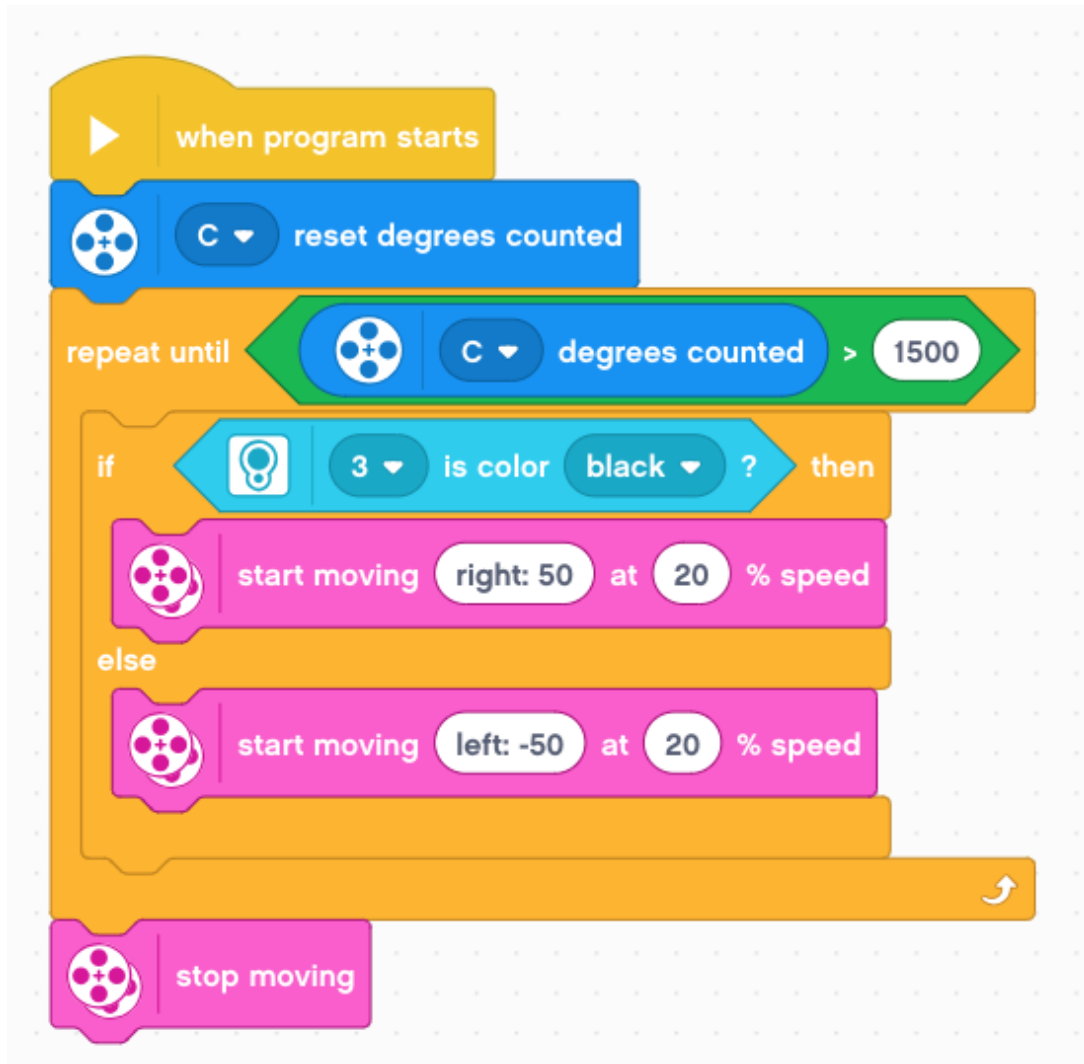 when program starts
C reset degrees counted
repeat until C degrees counted > 1500
if 3 is color black ? then
start moving right: 50 at 20 % speed
else
start moving left: -50 at 20 % speed
stop moving